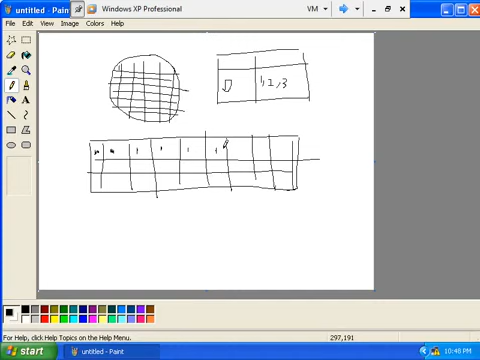 untitled - Paint
Windows XP Professional
VM
File Edit View Image Colors Help
1,2,3
For Help, click Help Topics on the Help Menu.
297,191
start
untitled - Paint
10:48 PM